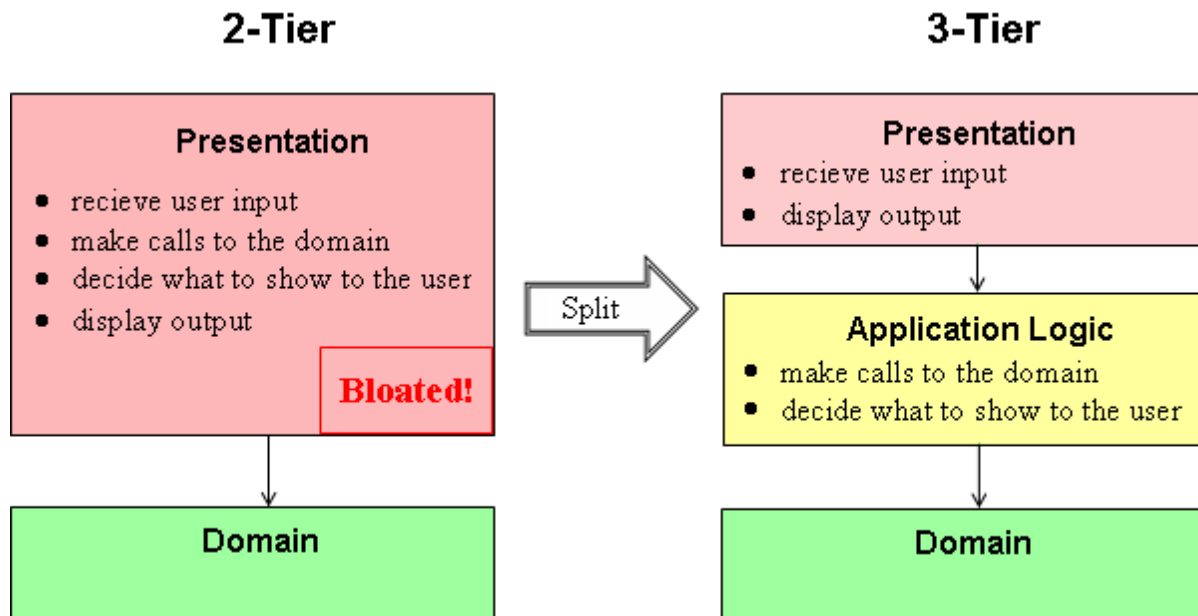 2-Tier
Presentation
• recieve user input
• make calls to the domain
• decide what to show to the user
• display output
Bloated!
Domain
Split
3-Tier
Presentation
• recieve user input
• display output
Application Logic
• make calls to the domain
• decide what to show to the user
Domain